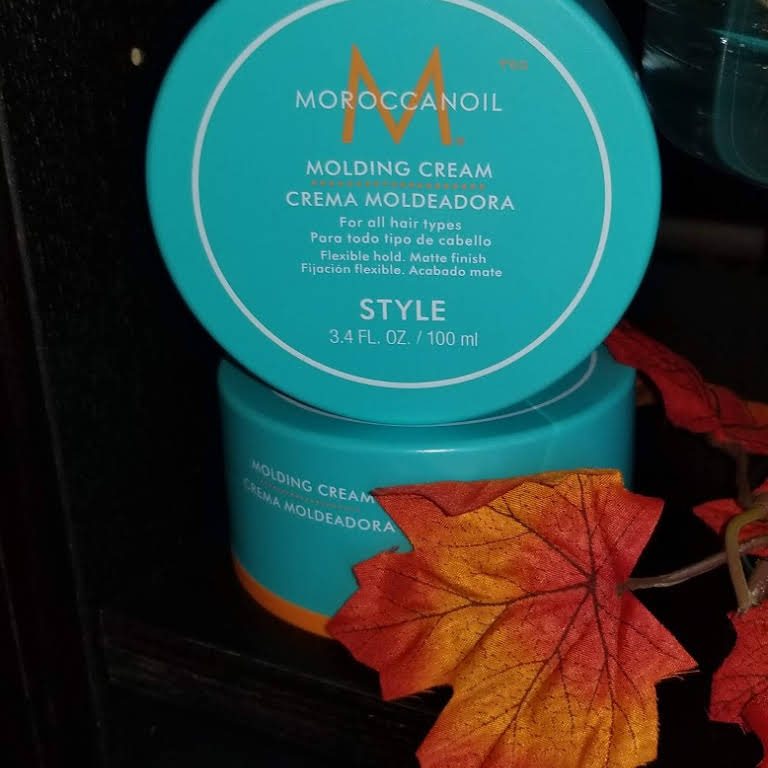 M
MOROCCANOIL
MOLDING CREAM
CREMA MOLDEADORA
For all hair types
Para todo tipo de cabello
Flexible hold. Matte finish
Fijación flexible. Acabado mate
STYLE
3.4 FL. OZ. / 100 ml
MOLDING CREAM
CREMA MOLDEADORA